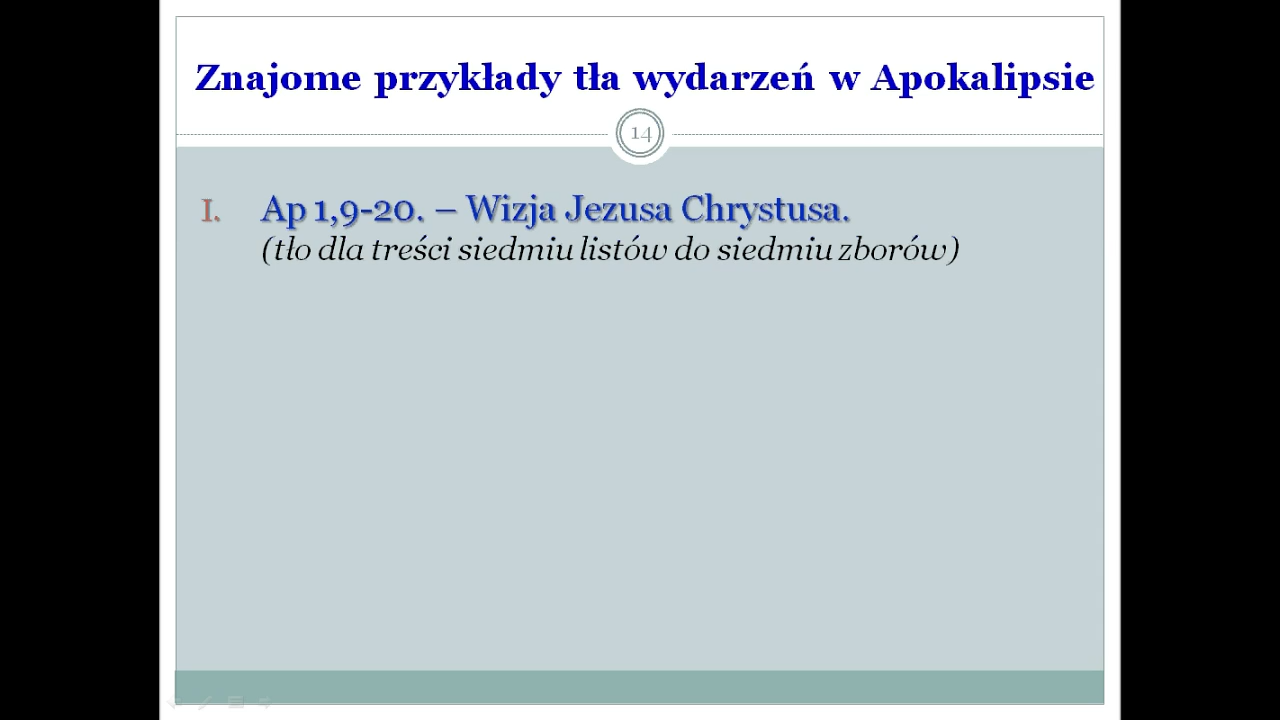 Znajome przykłady tła wydarzeń w Apokalipsie
14
I. Ap 1,9-20. – Wizja Jezusa Chrystusa.
(tło dla treści siedmiu listów do siedmiu zborów)